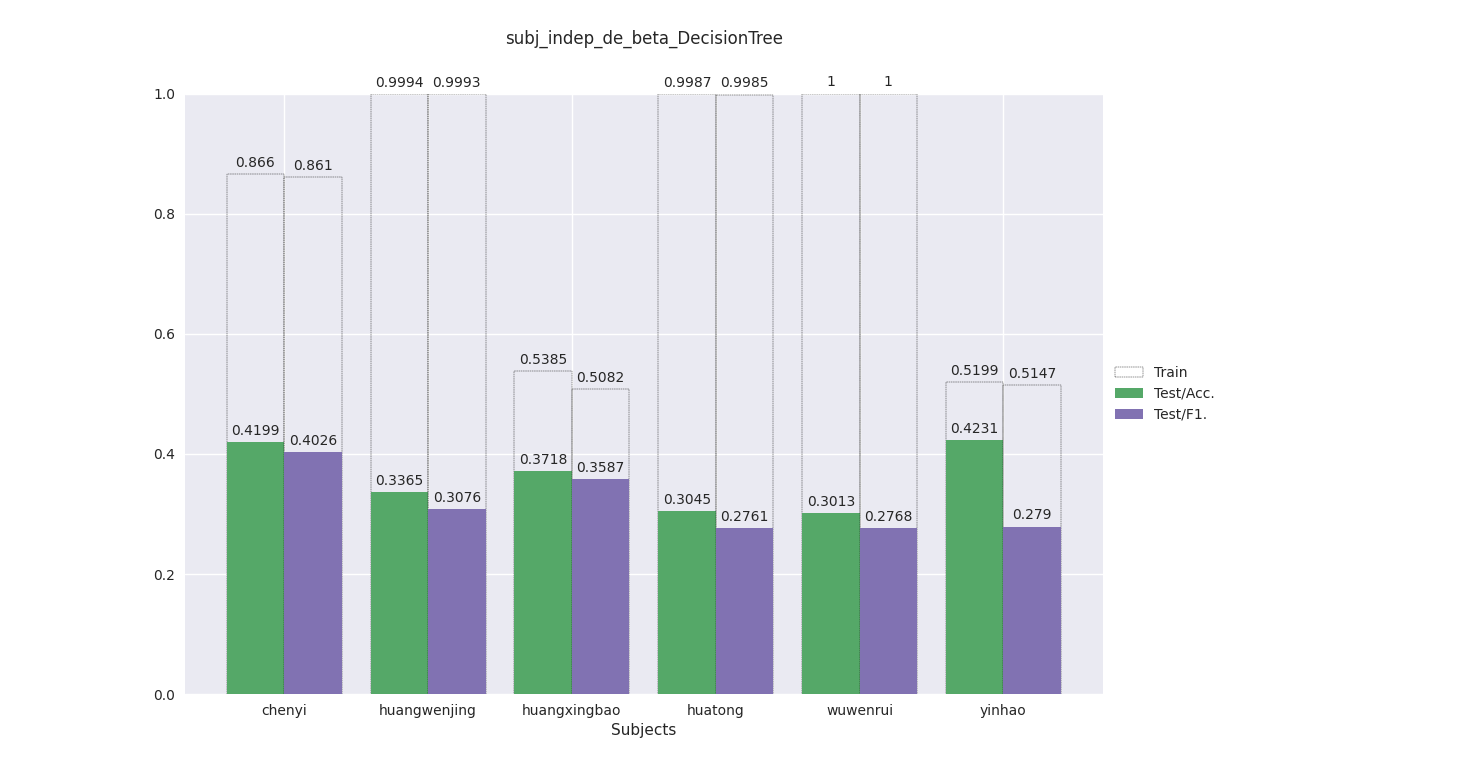 subj_indep_de_beta_DecisionTree
0.9994 0.9993 0.9987 0.9985 1 1
1.0
0.866 0.861
0.8
0.6
0.5385 0.5082
0.5199 0.5147
Train
Test/Acc.
Test/F1.
0.4199 0.4026
0.4231
0.4
0.3718 0.3587
0.3365 0.3076
0.3045 0.2761
0.3013 0.2768
0.279
0.2
0.0
chenyi huangwenjing huangxingbao huatong wuwenrui yinhao
Subjects